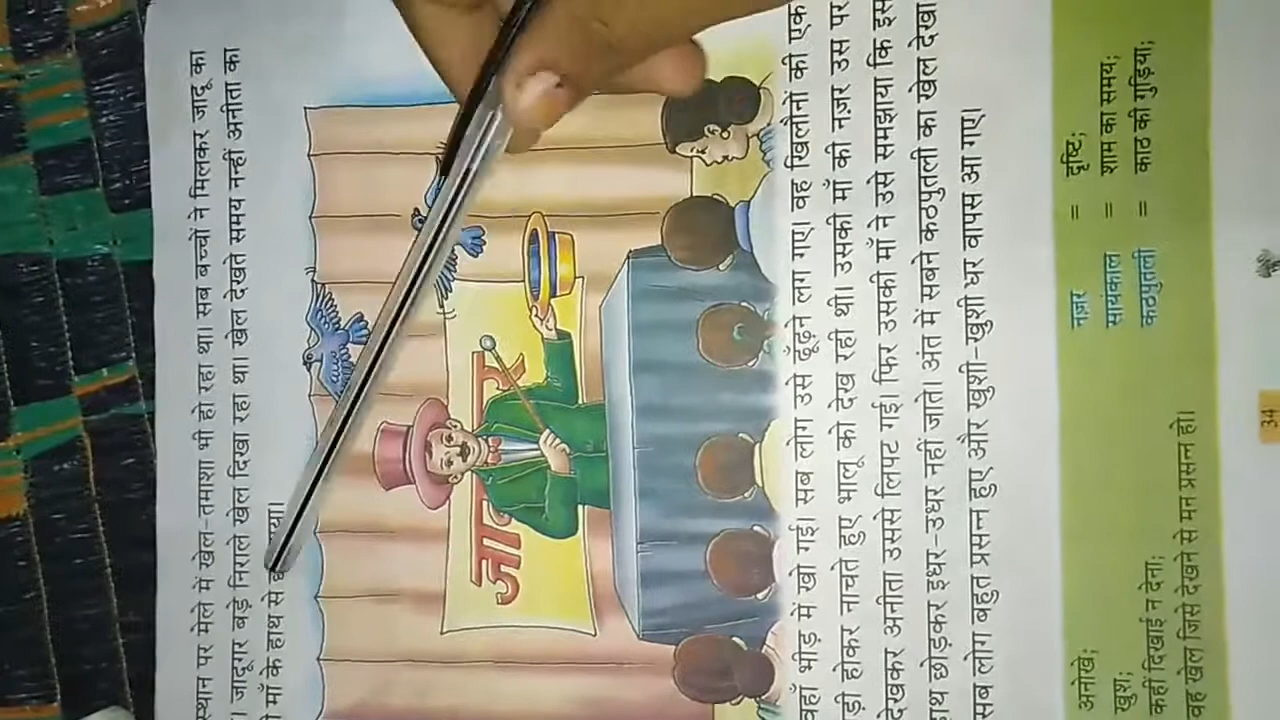 स्थान पर मेले में खेल-तमाशा भी हो रहा था। सब बच्चों ने मिलकर जादू का
। जादूगर बड़े निराले खेल दिखा रहा था। खेल देखते समय नन्हीं अनीता का
माँ के हाथ से
वहाँ भीड़ में खो गई। सब लोग उसे ढूँढ़ने लग गए। वह खिलौनों की एक
ड़ी होकर नाचते हुए भालू को देख रही थी। उसकी माँ की नज़र उस पर
देखकर अनीता उससे लिपट गई। फिर उसकी माँ ने उसे समझाया कि इस
हाथ छोड़कर इधर-उधर नहीं जाते। अंत में सबने कठपुतली का खेल देखा
सब लोग बहुत प्रसन्न हुए और खुशी-खुशी घर वापस आ गए।
अनोखे; नज़र = दृष्टि;
खुश; सायंकाल = शाम का समय;
कहीं दिखाई न देना; कठपुतली = काठ की गुड़िया;
वह खेल जिसे देखने से मन प्रसन्न हो।
34